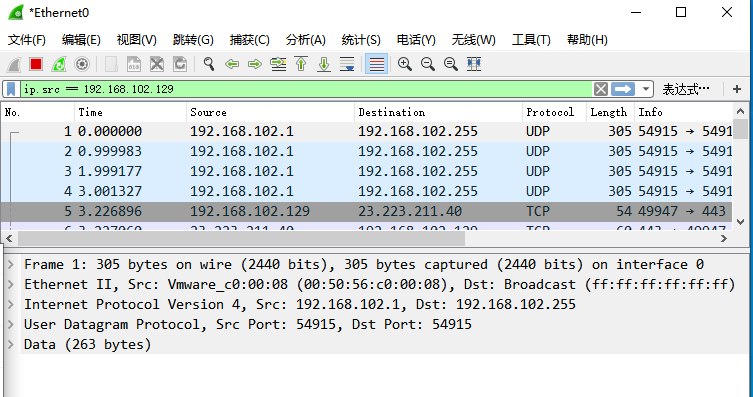 *Ethernet0
文件(F) 编辑(E) 视图(V) 跳转(G) 捕获(C) 分析(A) 统计(S) 电话(Y) 无线(W) 工具(T) 帮助(H)
ip.src == 192.168.102.129 表达式… +
No. Time Source Destination Protocol Length Info
1 0.000000 192.168.102.1 192.168.102.255 UDP 305 54915 → 5491
2 0.999983 192.168.102.1 192.168.102.255 UDP 305 54915 → 5491
3 1.999177 192.168.102.1 192.168.102.255 UDP 305 54915 → 5491
4 3.001327 192.168.102.1 192.168.102.255 UDP 305 54915 → 5491
5 3.226896 192.168.102.129 23.223.211.40 TCP 54 49947 → 443
Frame 1: 305 bytes on wire (2440 bits), 305 bytes captured (2440 bits) on interface 0
Ethernet II, Src: Vmware_c0:00:08 (00:50:56:c0:00:08), Dst: Broadcast (ff:ff:ff:ff:ff:ff)
Internet Protocol Version 4, Src: 192.168.102.1, Dst: 192.168.102.255
User Datagram Protocol, Src Port: 54915, Dst Port: 54915
Data (263 bytes)